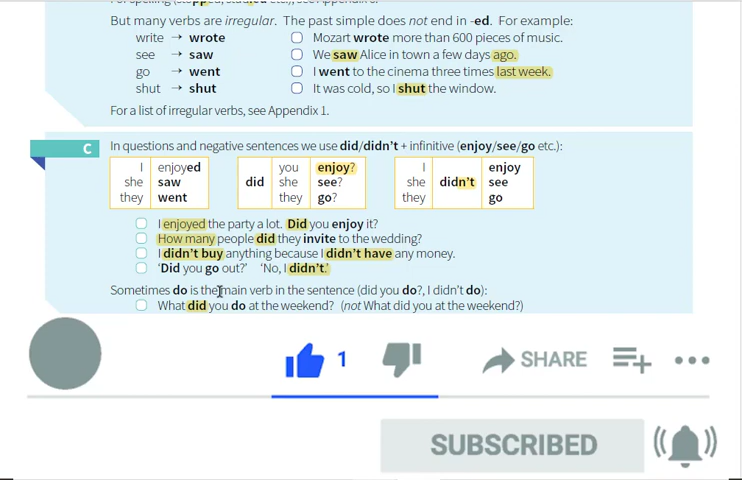 But many verbs are irregular. The past simple does not end in -ed. For example:
write → wrote
Mozart wrote more than 600 pieces of music.
see → saw
We saw Alice in town a few days ago.
go → went
I went to the cinema three times last week.
shut → shut
It was cold, so I shut the window.
For a list of irregular verbs, see Appendix 1.
C
In questions and negative sentences we use did/didn't + infinitive (enjoy/see/go etc.):
I enjoyed
she saw
they went
did
you enjoy?
she see?
they go?
I
she
they
didn't
enjoy
see
go
I enjoyed the party a lot. Did you enjoy it?
How many people did they invite to the wedding?
I didn't buy anything because I didn't have any money.
'Did you go out?' 'No, I didn't.'
Sometimes do is the main verb in the sentence (did you do?, I didn't do):
What did you do at the weekend? (not What did you at the weekend?)
1
SHARE
SUBSCRIBED